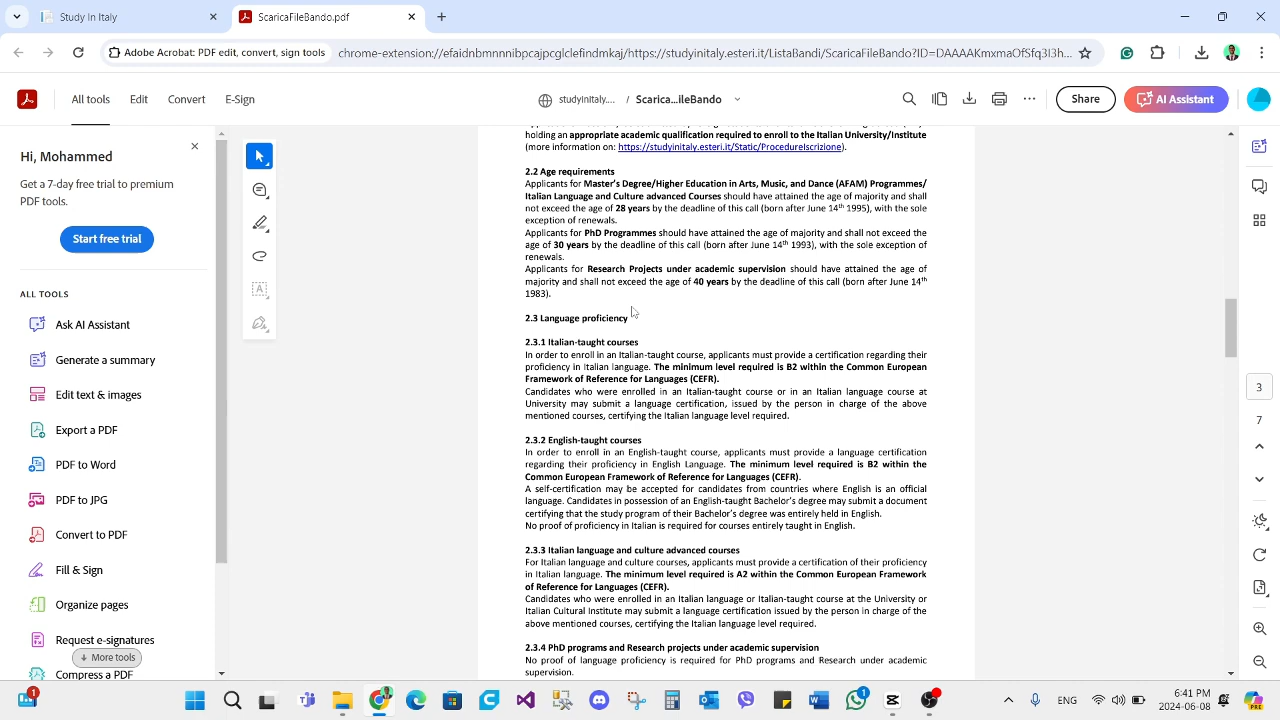 Study in Italy
ScaricaFileBando.pdf
Adobe Acrobat: PDF edit, convert, sign tools
chrome-extension://efaidnbmnnnibpcajpcglclefindmkaj/https://studyinitaly.esteri.it/ListaBandi/ScaricaFileBando?ID=DAAAKmxmaOfSfq3I3h...
All tools
Edit
Convert
E-Sign
studyinitaly....
/ Scarica...ileBando
Share
AI Assistant
Hi, Mohammed
Get a 7-day free trial to premium
PDF tools.
Start free trial
ALL TOOLS
Ask AI Assistant
Generate a summary
Edit text & images
Export a PDF
PDF to Word
PDF to JPG
Convert to PDF
Fill & Sign
Organize pages
Request e-signatures
More tools
Compress a PDF
holding an appropriate academic qualification required to enroll to the Italian University/Institute
(more information on: https://studyinitaly.esteri.it/Static/ProcedureIscrizione).
2.2 Age requirements
Applicants for Master's Degree/Higher Education in Arts, Music, and Dance (AFAM) Programmes/
Italian Language and Culture advanced Courses should have attained the age of majority and shall
not exceed the age of 28 years by the deadline of this call (born after June 14th 1995), with the sole
exception of renewals.
Applicants for PhD Programmes should have attained the age of majority and shall not exceed the
age of 30 years by the deadline of this call (born after June 14th 1993), with the sole exception of
renewals.
Applicants for Research Projects under academic supervision should have attained the age of
majority and shall not exceed the age of 40 years by the deadline of this call (born after June 14th
1983).
2.3 Language proficiency
2.3.1 Italian-taught courses
In order to enroll in an Italian-taught course, applicants must provide a certification regarding their
proficiency in Italian language. The minimum level required is B2 within the Common European
Framework of Reference for Languages (CEFR).
Candidates who were enrolled in an Italian-taught course or in an Italian language course at
University may submit a language certification, issued by the person in charge of the above
mentioned courses, certifying the Italian language level required.
2.3.2 English-taught courses
In order to enroll in an English-taught course, applicants must provide a language certification
regarding their proficiency in English Language. The minimum level required is B2 within the
Common European Framework of Reference for Languages (CEFR).
A self-certification may be accepted for candidates from countries where English is an official
language. Candidates in possession of an English-taught Bachelor's degree may submit a document
certifying that the study program of their Bachelor's degree was entirely held in English.
No proof of proficiency in Italian is required for courses entirely taught in English.
2.3.3 Italian language and culture advanced courses
For Italian language and culture courses, applicants must provide a certification of their proficiency
in Italian language. The minimum level required is A2 within the Common European Framework
of Reference for Languages (CEFR).
Candidates who were enrolled in an Italian language or Italian-taught course at the University or
Italian Cultural Institute may submit a language certification issued by the person in charge of the
above mentioned courses, certifying the Italian language level required.
2.3.4 PhD programs and Research projects under academic supervision
No proof of language proficiency is required for PhD programs and Research under academic
supervision.
3
7
1
1
ENG
6:41 PM
2024-06-08
PRE